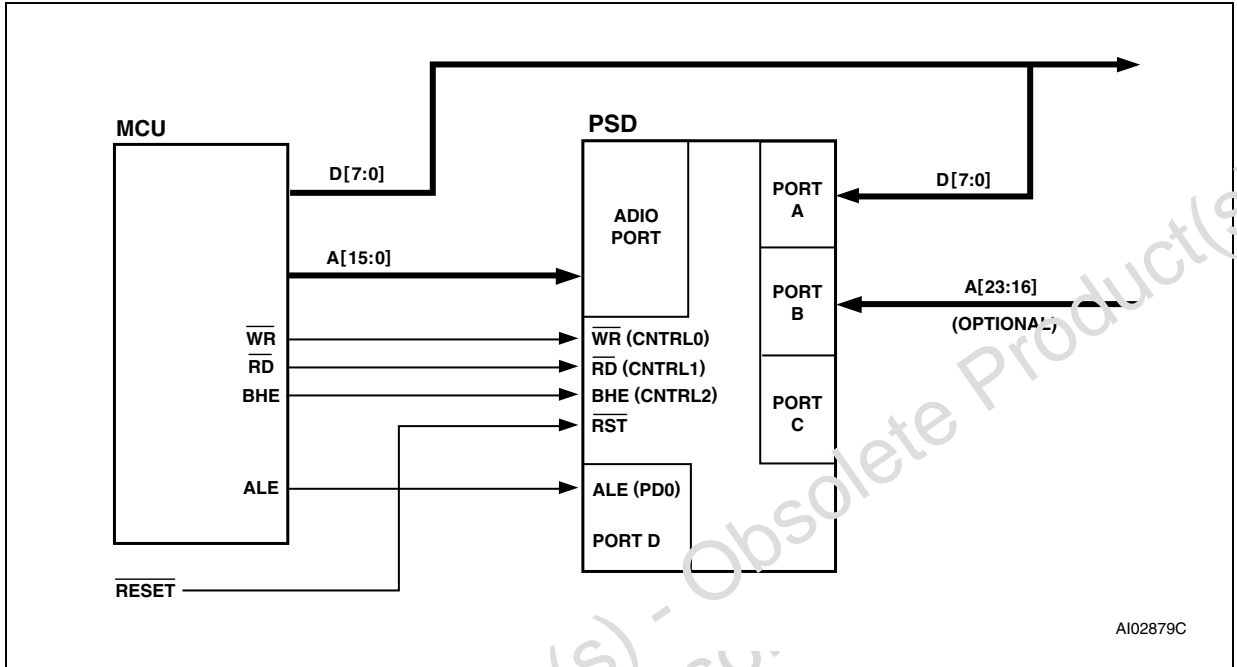 MCU
PSD
D[7:0]
D[7:0]
PORT
A
ADIO
PORT
A[15:0]
A[23:16]
(OPTIONAL)
PORT
B
WR
WR (CNTRL0)
RD
RD (CNTRL1)
BHE
BHE (CNTRL2)
RST
PORT
C
ALE
ALE (PD0)
PORT D
RESET
AI02879C
(s) - Obsolete Product(s